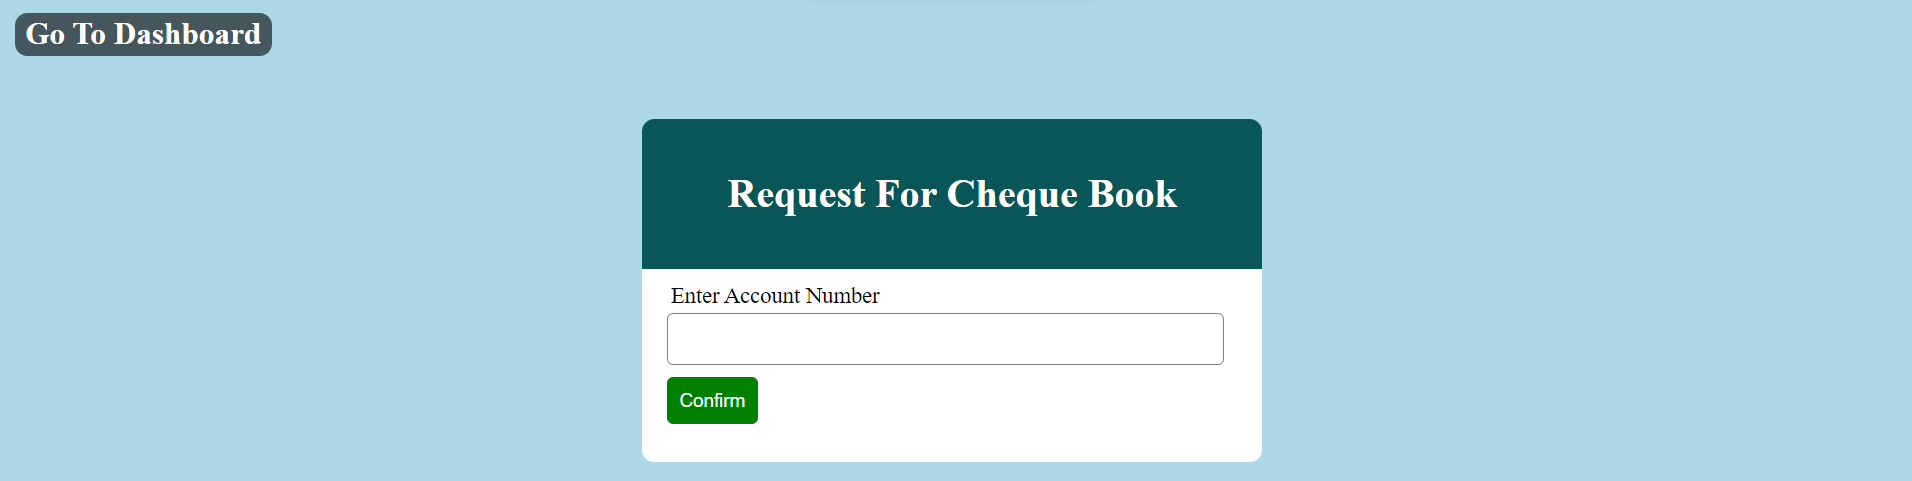 Go To Dashboard
Request For Cheque Book
Enter Account Number
Confirm